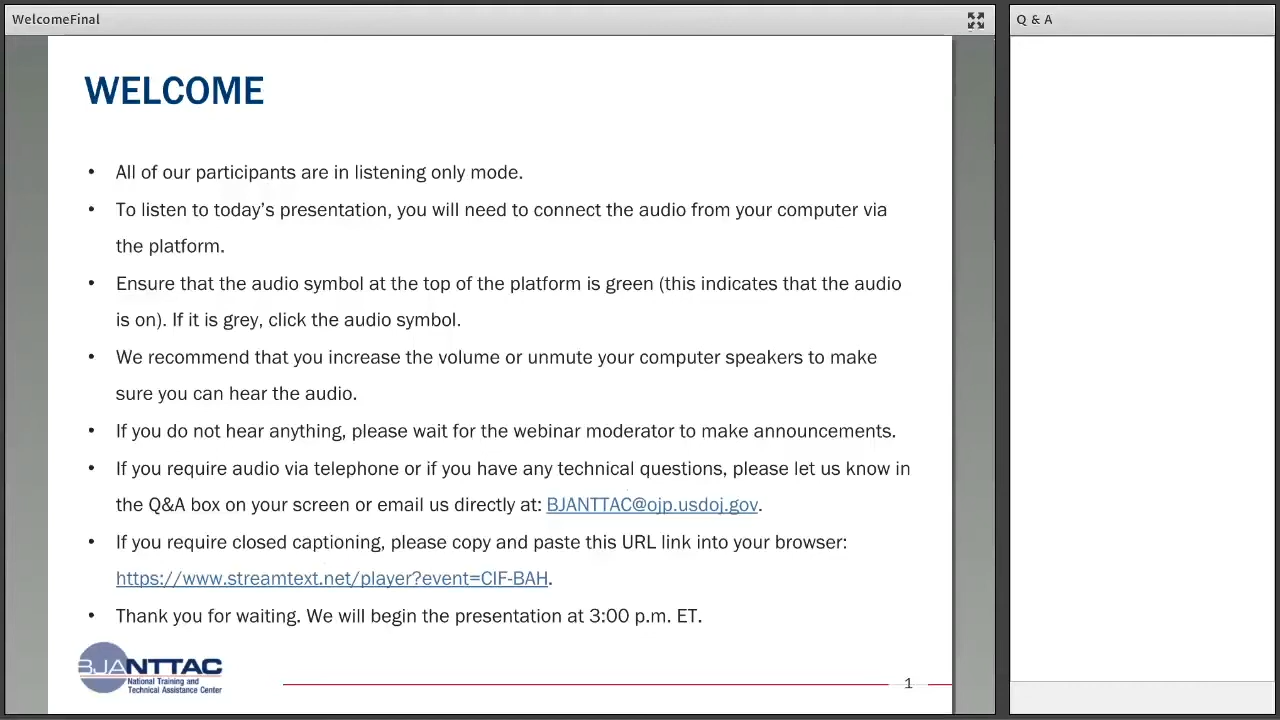 WelcomeFinal
Q & A
WELCOME
• All of our participants are in listening only mode.
• To listen to today's presentation, you will need to connect the audio from your computer via
the platform.
• Ensure that the audio symbol at the top of the platform is green (this indicates that the audio
is on). If it is grey, click the audio symbol.
• We recommend that you increase the volume or unmute your computer speakers to make
sure you can hear the audio.
• If you do not hear anything, please wait for the webinar moderator to make announcements.
• If you require audio via telephone or if you have any technical questions, please let us know in
the Q&A box on your screen or email us directly at: BJANTTAC@ojp.usdoj.gov.
• If you require closed captioning, please copy and paste this URL link into your browser:
https://www.streamtext.net/player?event=CIF-BAH.
• Thank you for waiting. We will begin the presentation at 3:00 p.m. ET.
BJANTTAC
National Training and
Technical Assistance Center
1